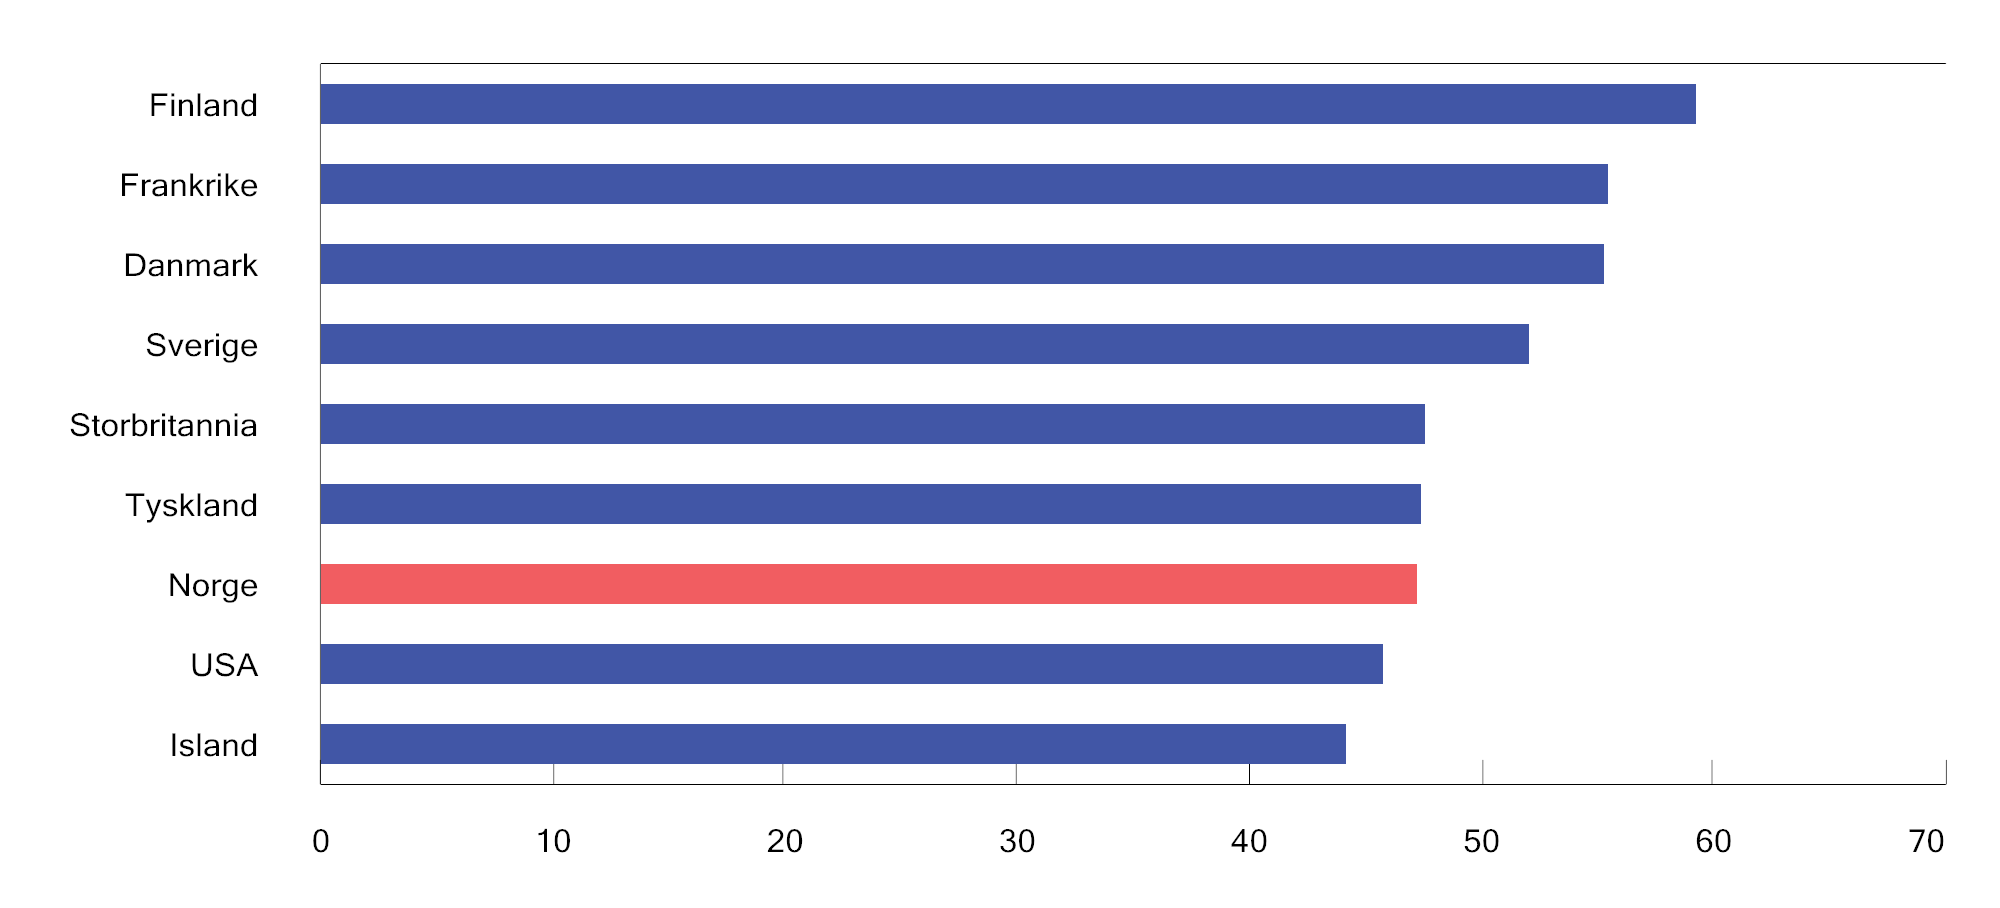 Finland
Frankrike
Danmark
Sverige
Storbritannia
Tyskland
Norge
USA
Island
0 10 20 30 40 50 60 70